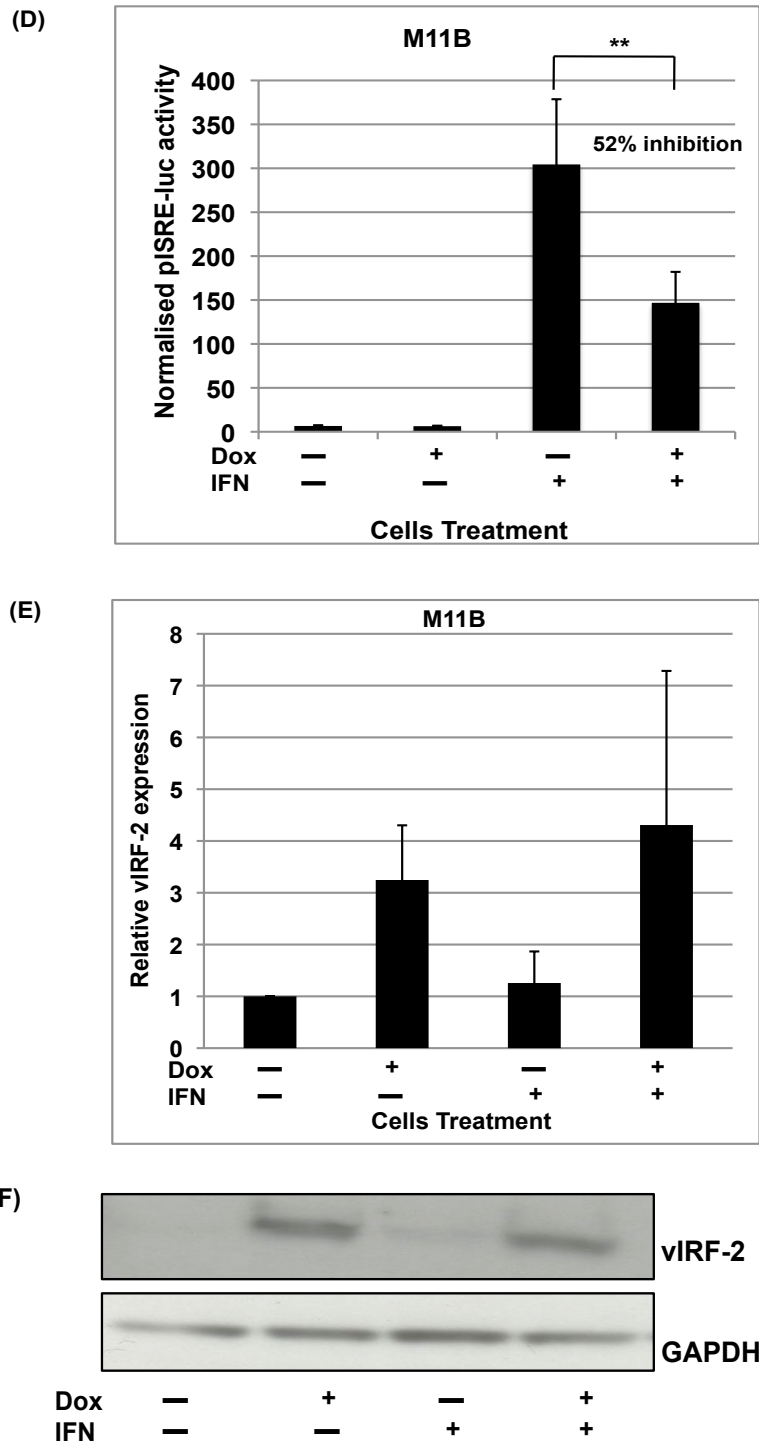 (D)
M11B
**
52% inhibition
Normalised pISRE-luc activity
400
350
300
250
200
150
100
50
0
Dox — + — +
IFN — — + +
Cells Treatment
(E)
M11B
Relative vIRF-2 expression
8
7
6
5
4
3
2
1
0
Dox — + — +
IFN — — + +
Cells Treatment
F)
vIRF-2
GAPDH
Dox — + — +
IFN — — + +